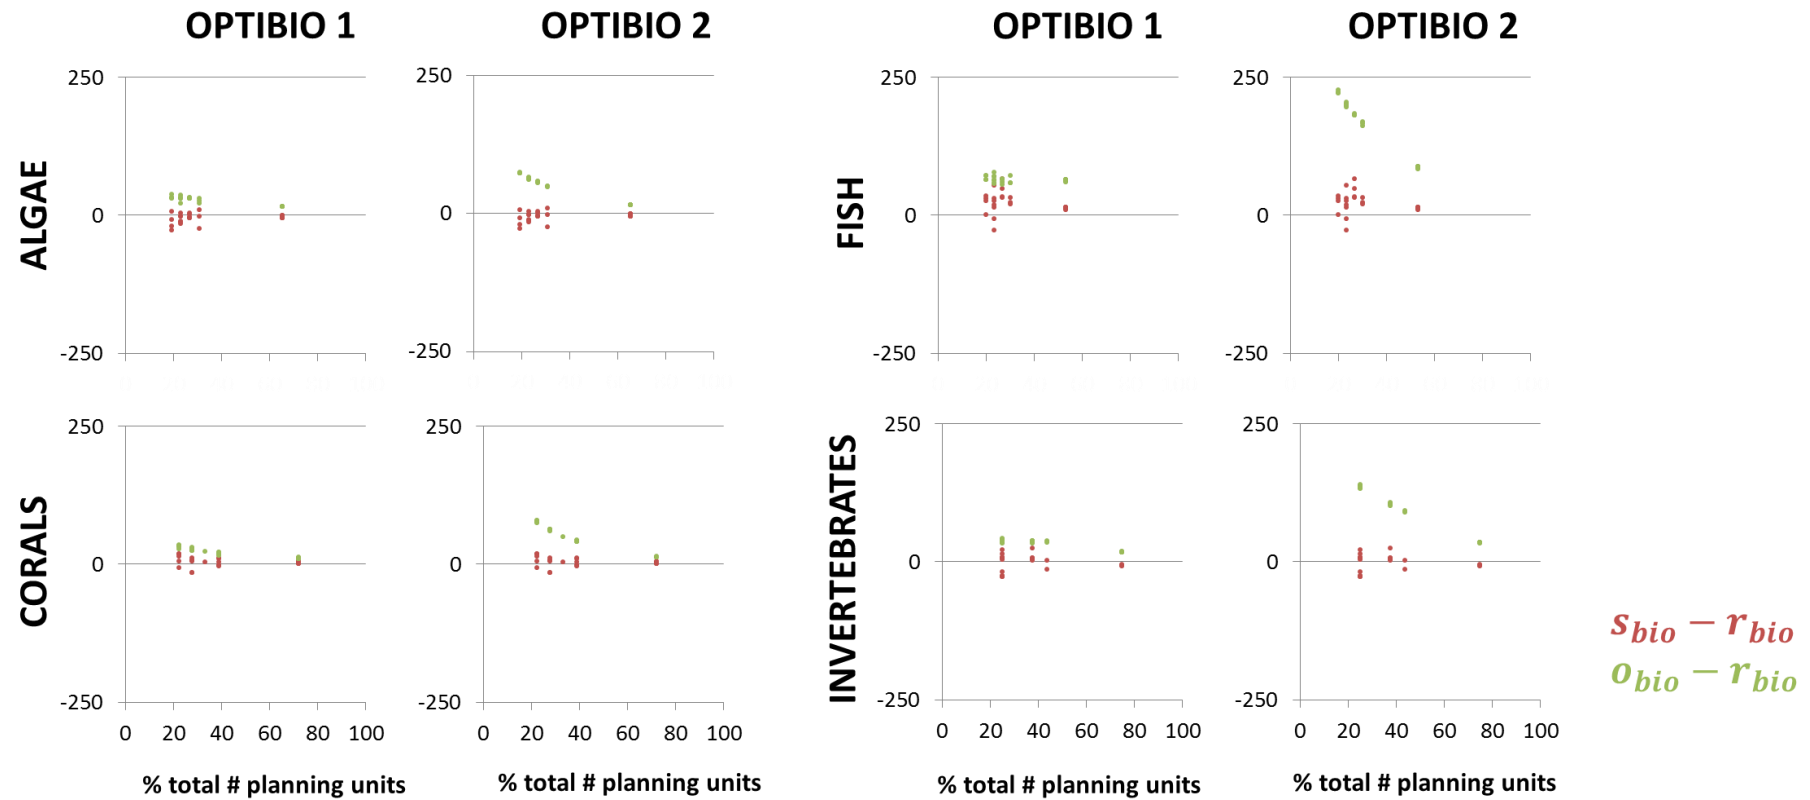 OPTIBIO 1 OPTIBIO 2 OPTIBIO 1 OPTIBIO 2
ALGAE
250
0
-250
250
0
-250
FISH
250
0
-250
250
0
-250
CORALS
250
0
-250
0 20 40 60 80 100
% total # planning units
250
0
-250
0 20 40 60 80 100
% total # planning units
INVERTEBRATES
250
0
-250
0 20 40 60 80 100
% total # planning units
250
0
-250
0 20 40 60 80 100
% total # planning units
s_bio − r_bio
o_bio − r_bio